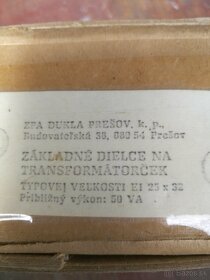 ZPA DUKLA PREŠOV, k. p.,
Budovateľská 38, 080 54 Prešov
ZÁKLADNÉ DIELCE NA
TRANSFORMÁTORČEK
TYPOVEJ VEĽKOSTI EI 25 x 32
Približný výkon: 50 VA